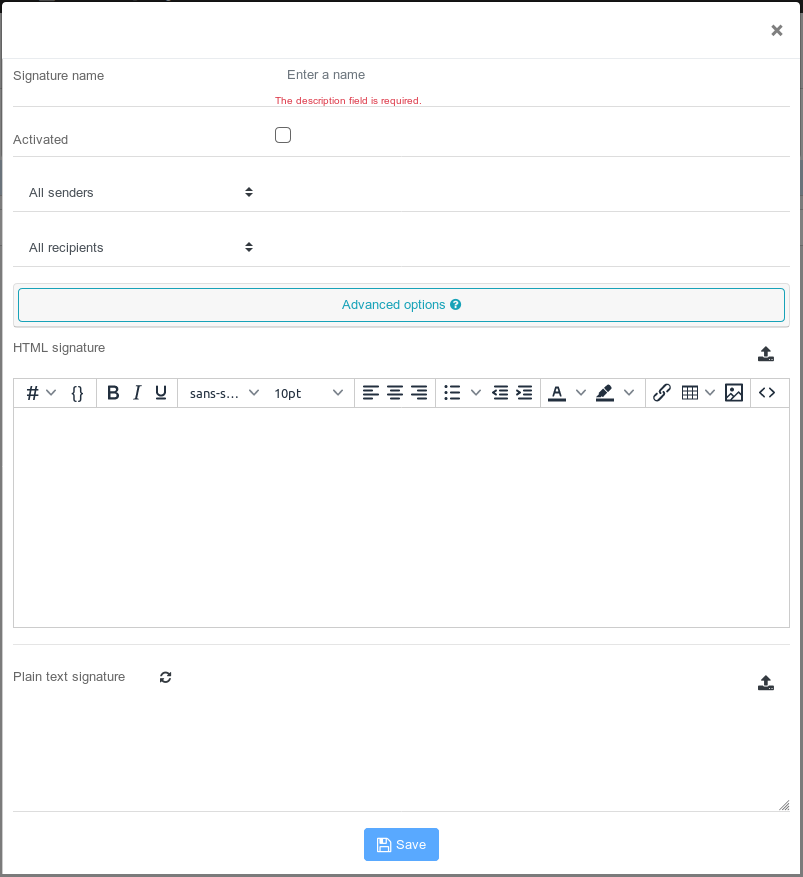 ×
Signature name
Enter a name
The description field is required.
Activated
All senders
All recipients
Advanced options ?
HTML signature
# {} B I U sans-s... 10pt A <>
Plain text signature
Save